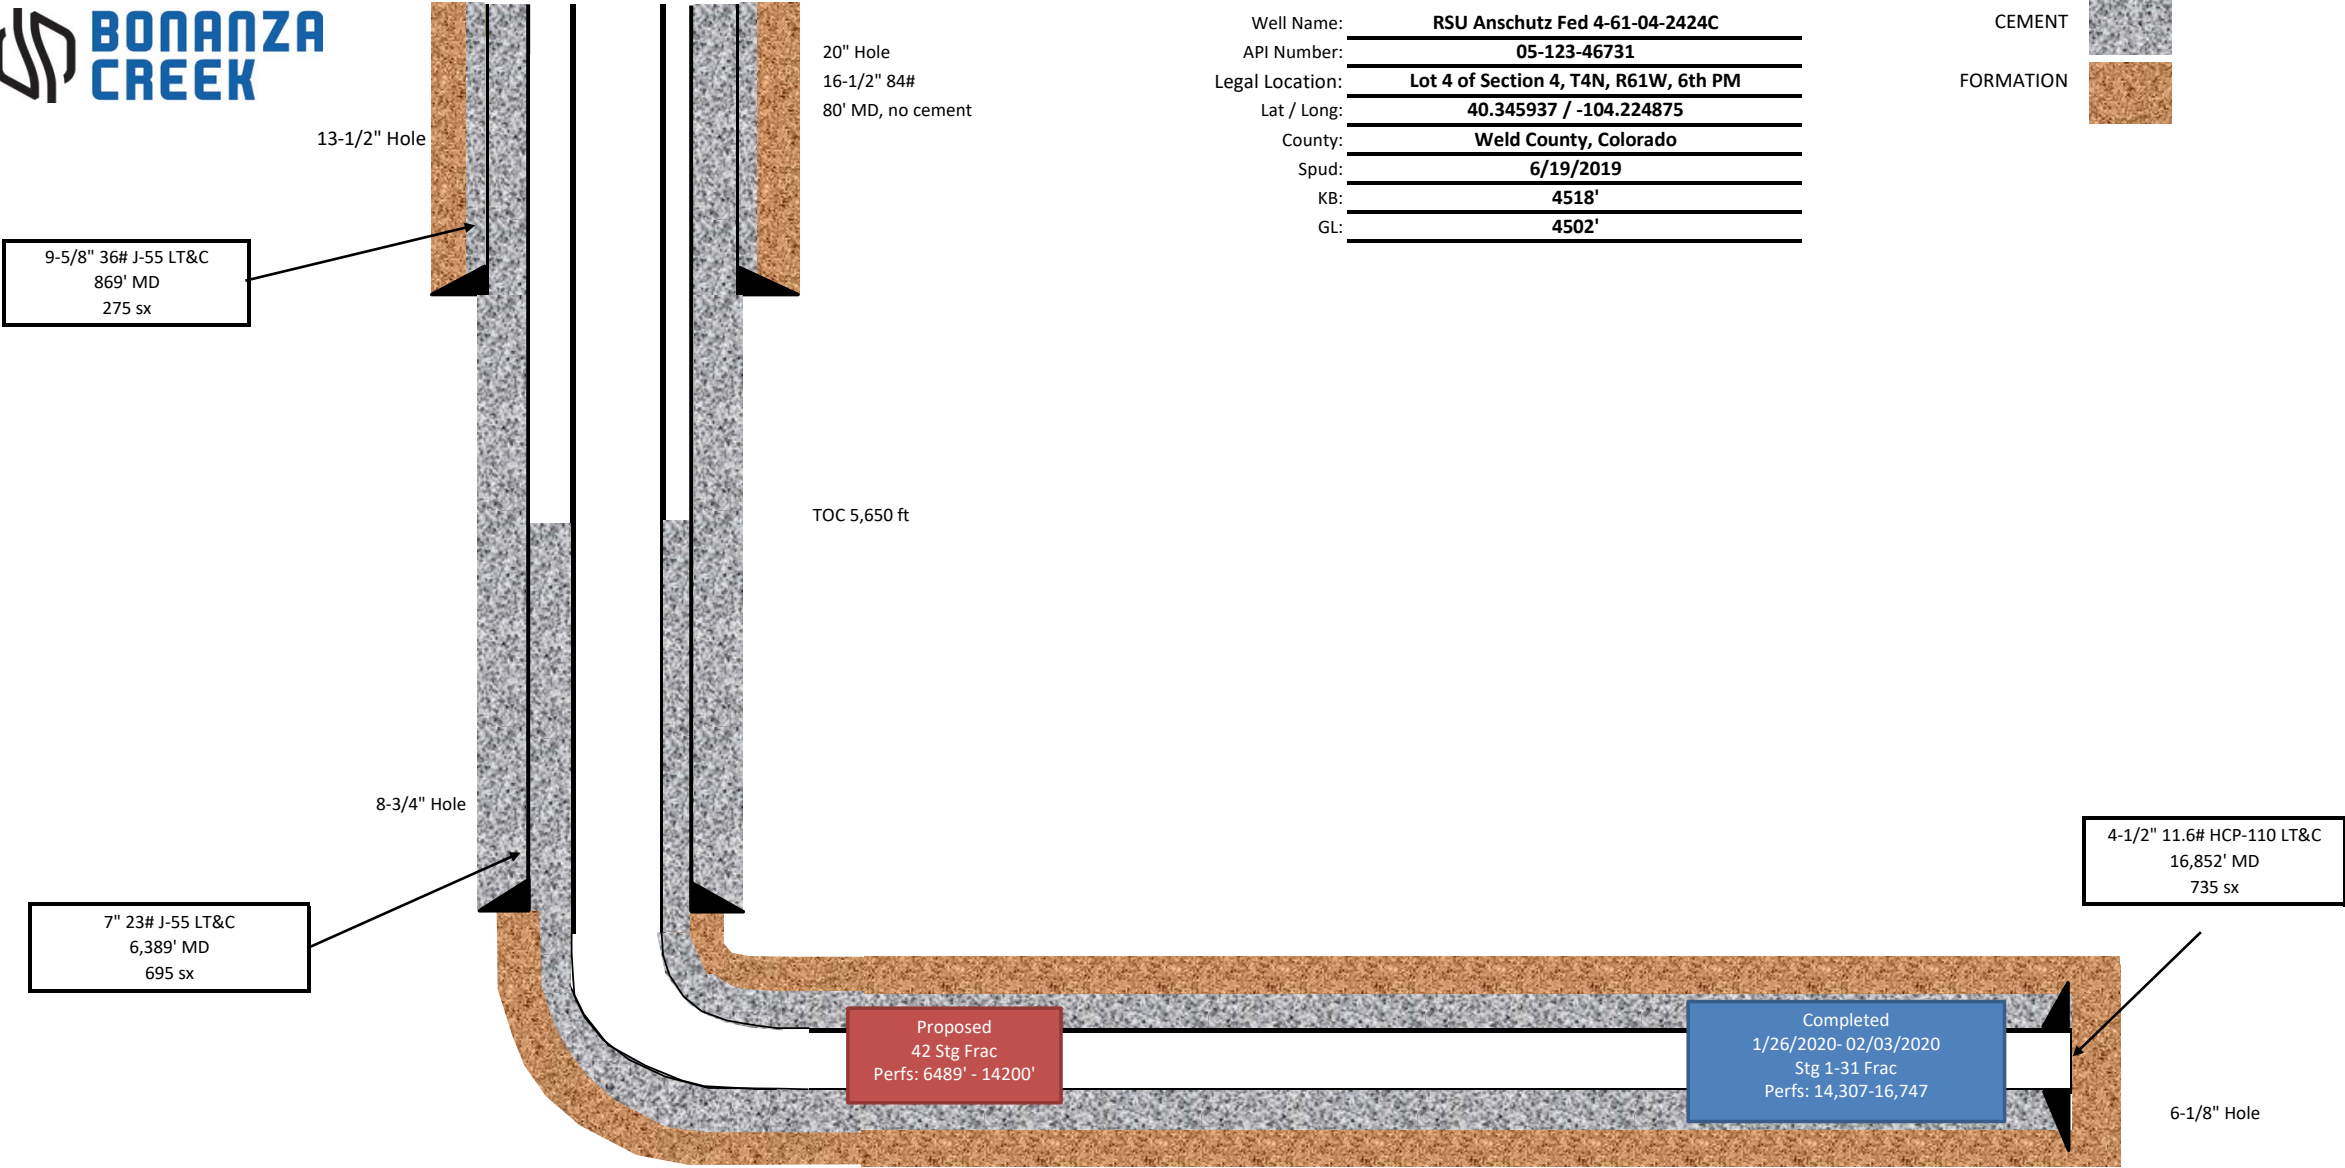 BONANZA
CREEK
20" Hole
16-1/2" 84#
80' MD, no cement
Well Name: RSU Anschutz Fed 4-61-04-2424C
API Number: 05-123-46731
Legal Location: Lot 4 of Section 4, T4N, R61W, 6th PM
Lat / Long: 40.345937 / -104.224875
County: Weld County, Colorado
Spud: 6/19/2019
KB: 4518'
GL: 4502'
CEMENT
FORMATION
13-1/2" Hole
9-5/8" 36# J-55 LT&C
869' MD
275 sx
TOC 5,650 ft
8-3/4" Hole
7" 23# J-55 LT&C
6,389' MD
695 sx
4-1/2" 11.6# HCP-110 LT&C
16,852' MD
735 sx
Proposed
42 Stg Frac
Perfs: 6489' - 14200'
Completed
1/26/2020- 02/03/2020
Stg 1-31 Frac
Perfs: 14,307-16,747
6-1/8" Hole